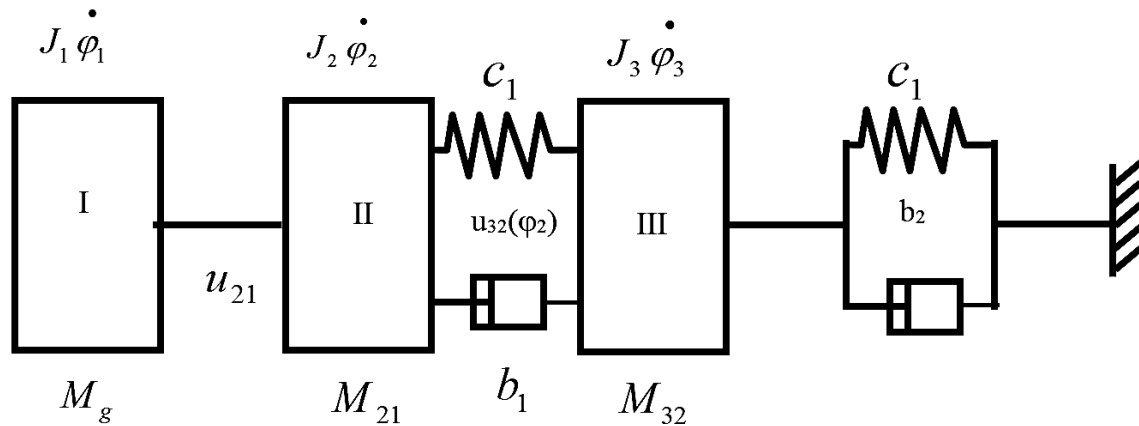 J₁ φ̇₁
J₂ φ̇₂
J₃ φ̇₃
c₁
c₁
I
II
u₃₂(φ₂)
III
b₂
u₂₁
M_g
M₂₁
b₁
M₃₂